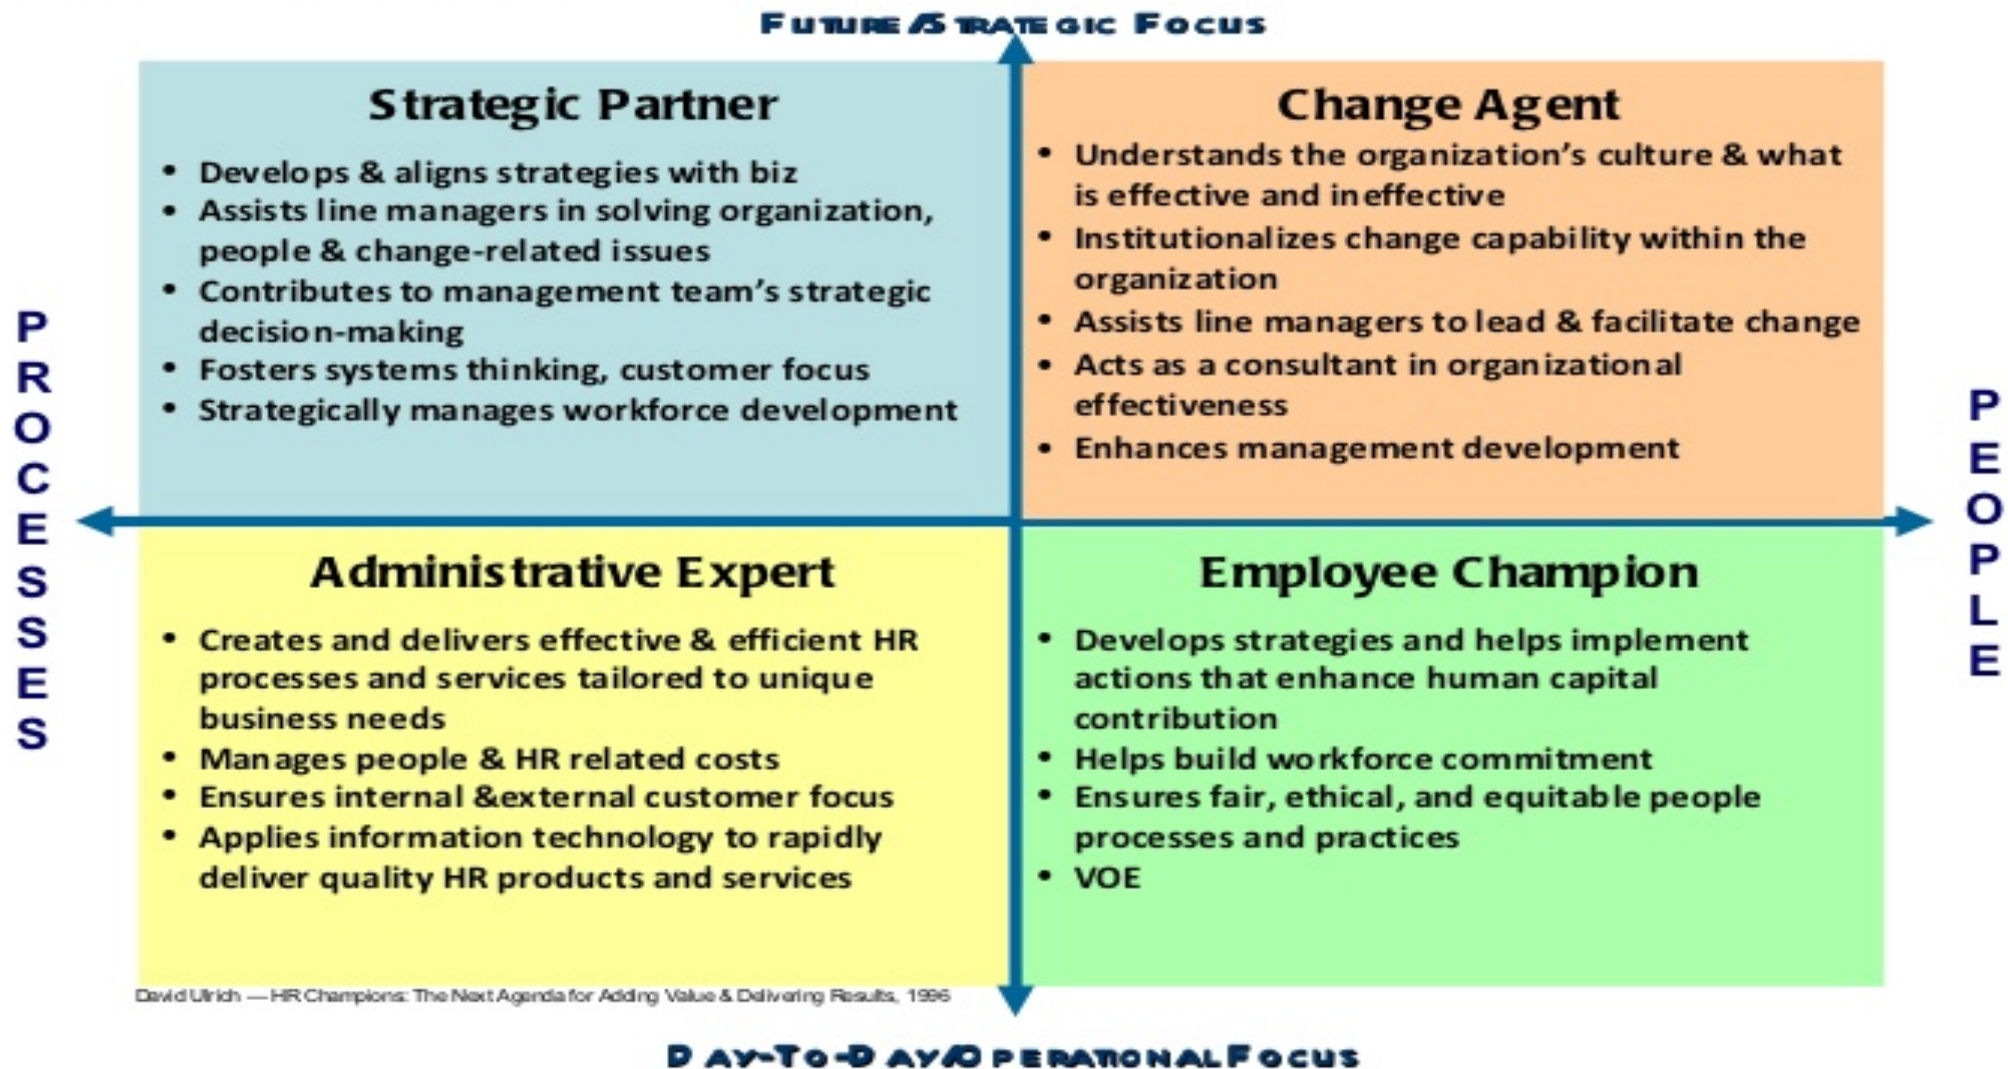 Future/Strategic Focus
Strategic Partner
• Develops & aligns strategies with biz
• Assists line managers in solving organization,
people & change-related issues
• Contributes to management team’s strategic
decision-making
• Fosters systems thinking, customer focus
• Strategically manages workforce development
Change Agent
• Understands the organization’s culture & what
is effective and ineffective
• Institutionalizes change capability within the
organization
• Assists line managers to lead & facilitate change
• Acts as a consultant in organizational
effectiveness
• Enhances management development
PROCESSES
PEOPLE
Administrative Expert
• Creates and delivers effective & efficient HR
processes and services tailored to unique
business needs
• Manages people & HR related costs
• Ensures internal &external customer focus
• Applies information technology to rapidly
deliver quality HR products and services
Employee Champion
• Develops strategies and helps implement
actions that enhance human capital
contribution
• Helps build workforce commitment
• Ensures fair, ethical, and equitable people
processes and practices
• VOE
David Ulrich — HR Champions: The Next Agenda for Adding Value & Delivering Results, 1996
Day-To-Day/Operational Focus